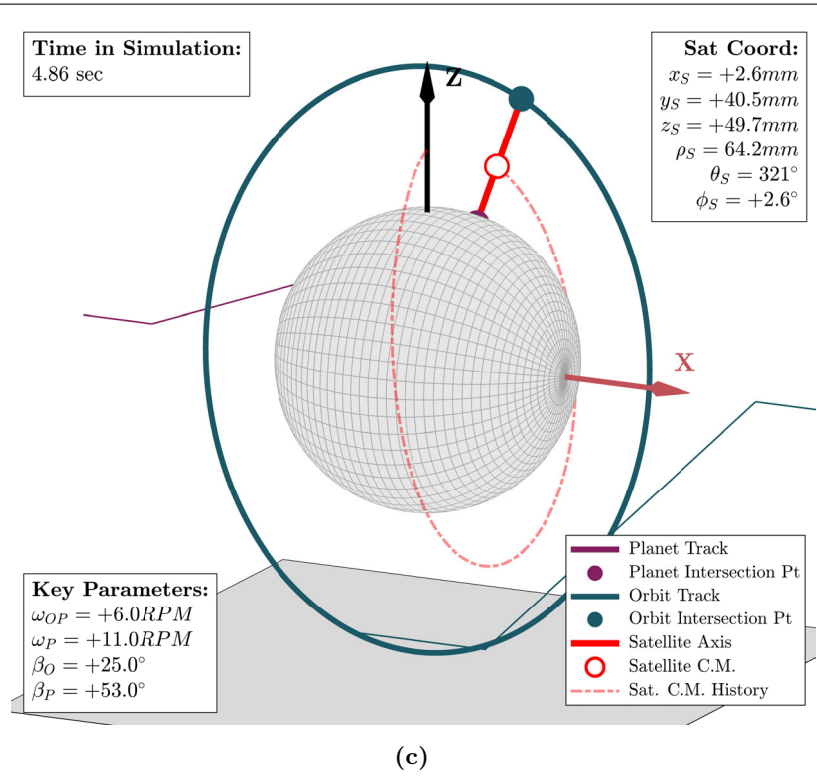 Time in Simulation:
4.86 sec
Z
Sat Coord:
x_S = +2.6mm
y_S = +40.5mm
z_S = +49.7mm
ρ_S = 64.2mm
θ_S = 321°
ϕ_S = +2.6°
X
Key Parameters:
ω_OP = +6.0RPM
ω_P = +11.0RPM
β_O = +25.0°
β_P = +53.0°
Planet Track
Planet Intersection Pt
Orbit Track
Orbit Intersection Pt
Satellite Axis
Satellite C.M.
Sat. C.M. History
(c)